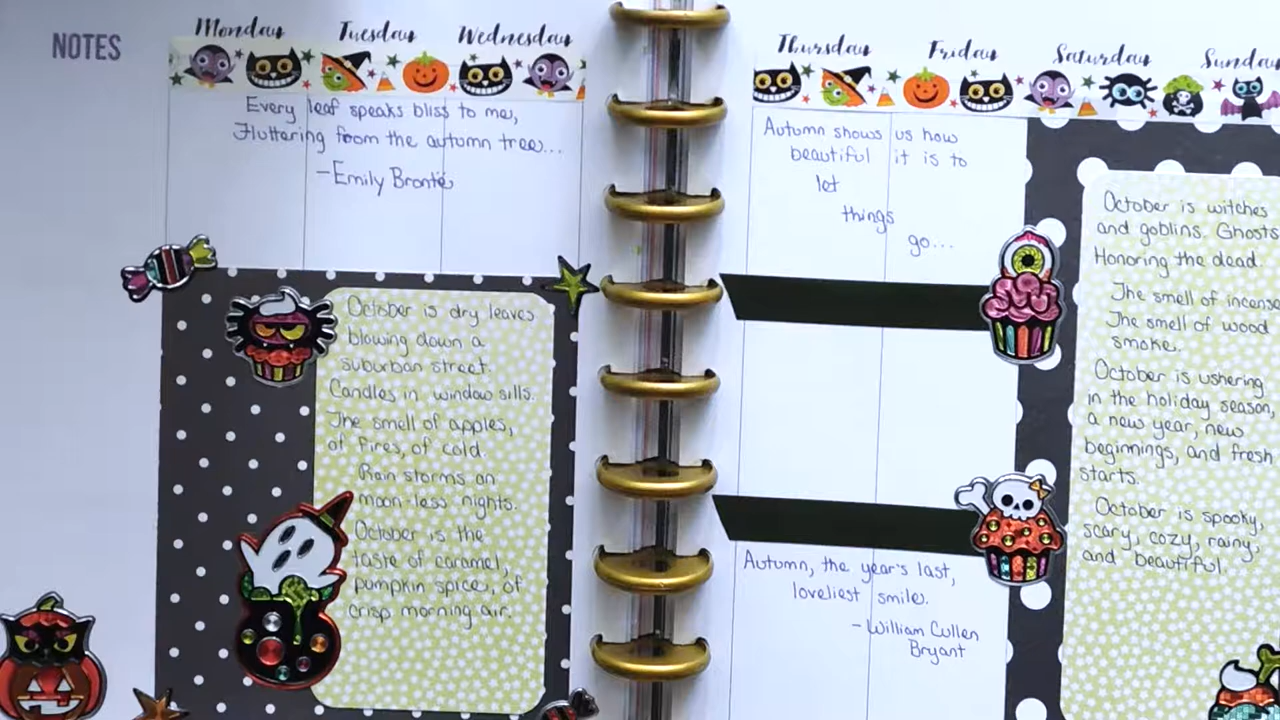 NOTES
Monday
Tuesday
Wednesday
Every leaf speaks bliss to me,
Fluttering from the autumn tree...
-Emily Bronte
October is dry leaves
blowing down a
suburban street.
Candles in window sills.
The smell of apples,
of fires, of cold.
Rain storms on
moon-less nights.
October is the
taste of caramel,
pumpkin spice, of
crisp morning air.
Thursday
Friday
Saturday
Sunday
Autumn shows us how
beautiful it is to
let
things
go...
Autumn, the year's last,
loveliest smile.
-William Cullen
Bryant
October is witches
and goblins. Ghosts.
Honoring the dead.
The smell of incense
The smell of wood
smoke.
October is ushering
in the holiday season,
a new year, new
beginnings, and fresh
starts.
October is spooky,
scary, cozy, rainy,
and beautiful.